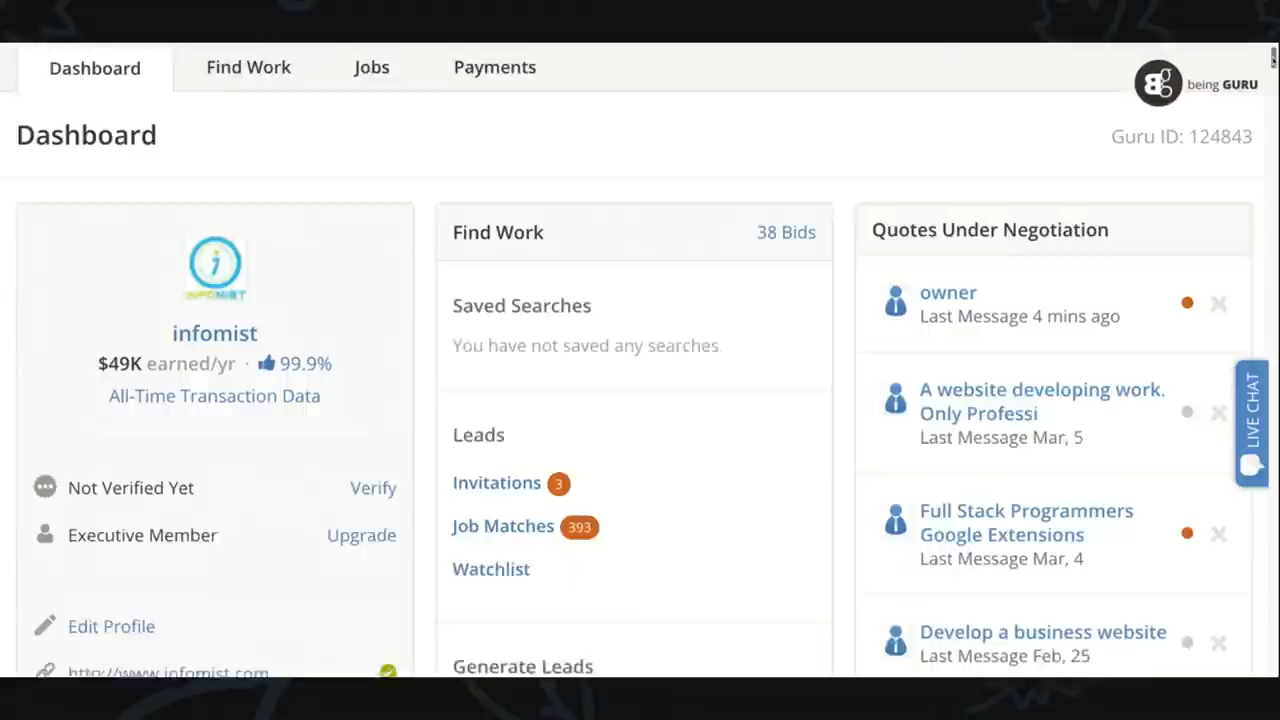 Dashboard
Find Work
Jobs
Payments
being GURU
Dashboard
Guru ID: 124843
infomist
$49K earned/yr · 99.9%
All-Time Transaction Data
Not Verified Yet
Verify
Executive Member
Upgrade
Edit Profile
http://www.infomist.com
Find Work
38 Bids
Saved Searches
You have not saved any searches.
Leads
Invitations 3
Job Matches 393
Watchlist
Generate Leads
Quotes Under Negotiation
owner
Last Message 4 mins ago
A website developing work.
Only Professi
Last Message Mar, 5
Full Stack Programmers
Google Extensions
Last Message Mar, 4
Develop a business website
Last Message Feb, 25
LIVE CHAT